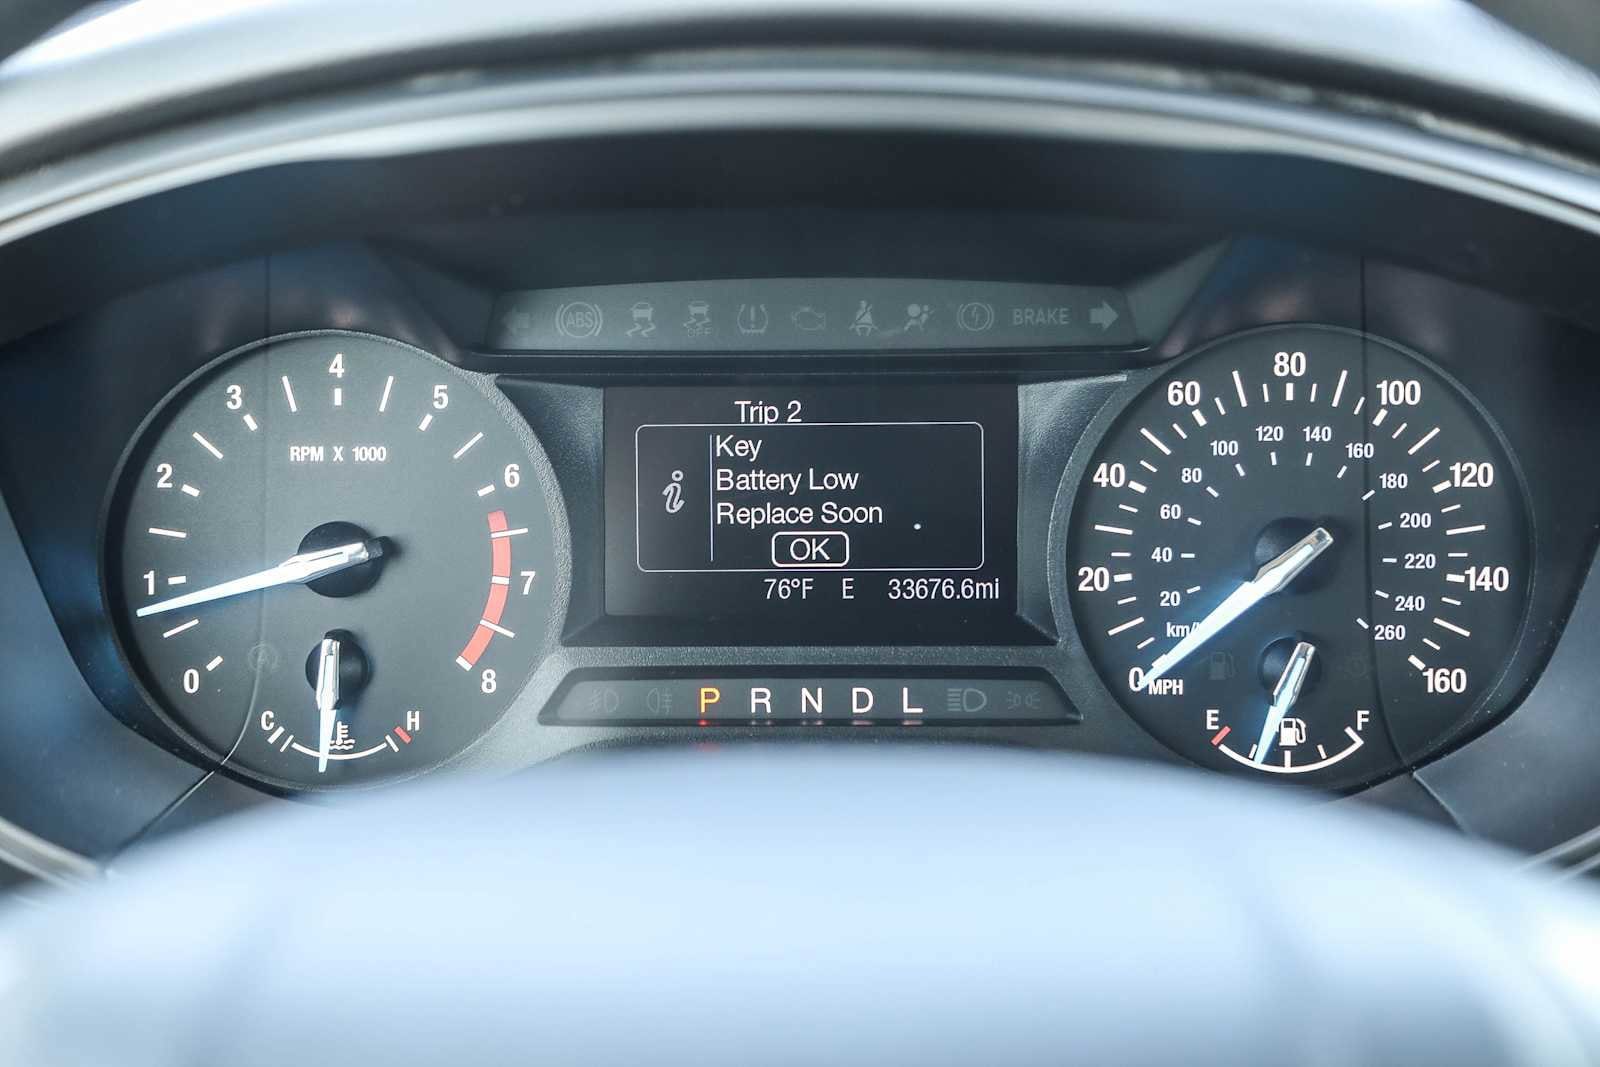 ABS
OFF
BRAKE
4
3
5
2
6
1
7
0
8
RPM X 1000
C
H
Trip 2
Key
Battery Low
Replace Soon
OK
76°F E 33676.6mi
P R N D L
80
60
100
40
120
20
140
0
160
MPH
120
100
140
80
160
60
180
40
200
20
220
240
260
E
F